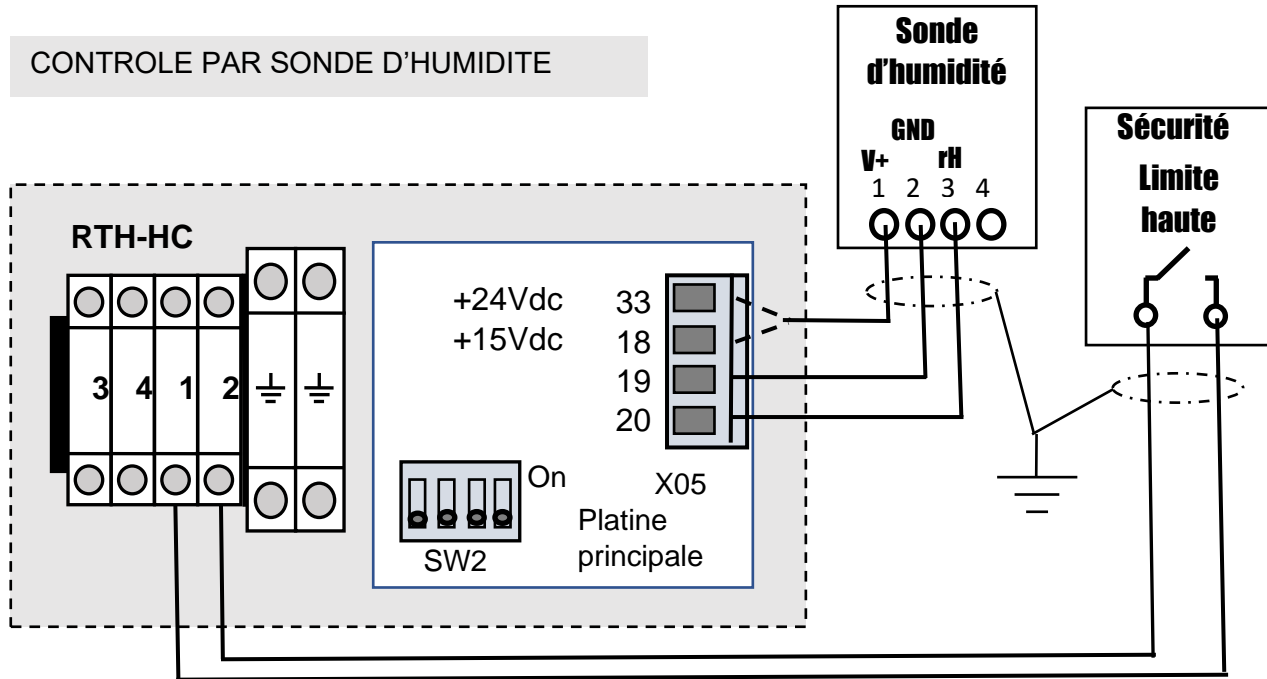 CONTROLE PAR SONDE D'HUMIDITE
Sonde
d'humidité
GND
V+ rH
1 2 3 4
Sécurité
Limite
haute
RTH-HC
3 4 1 2
+24Vdc 33
+15Vdc 18
19
20
On
X05
SW2
Platine
principale